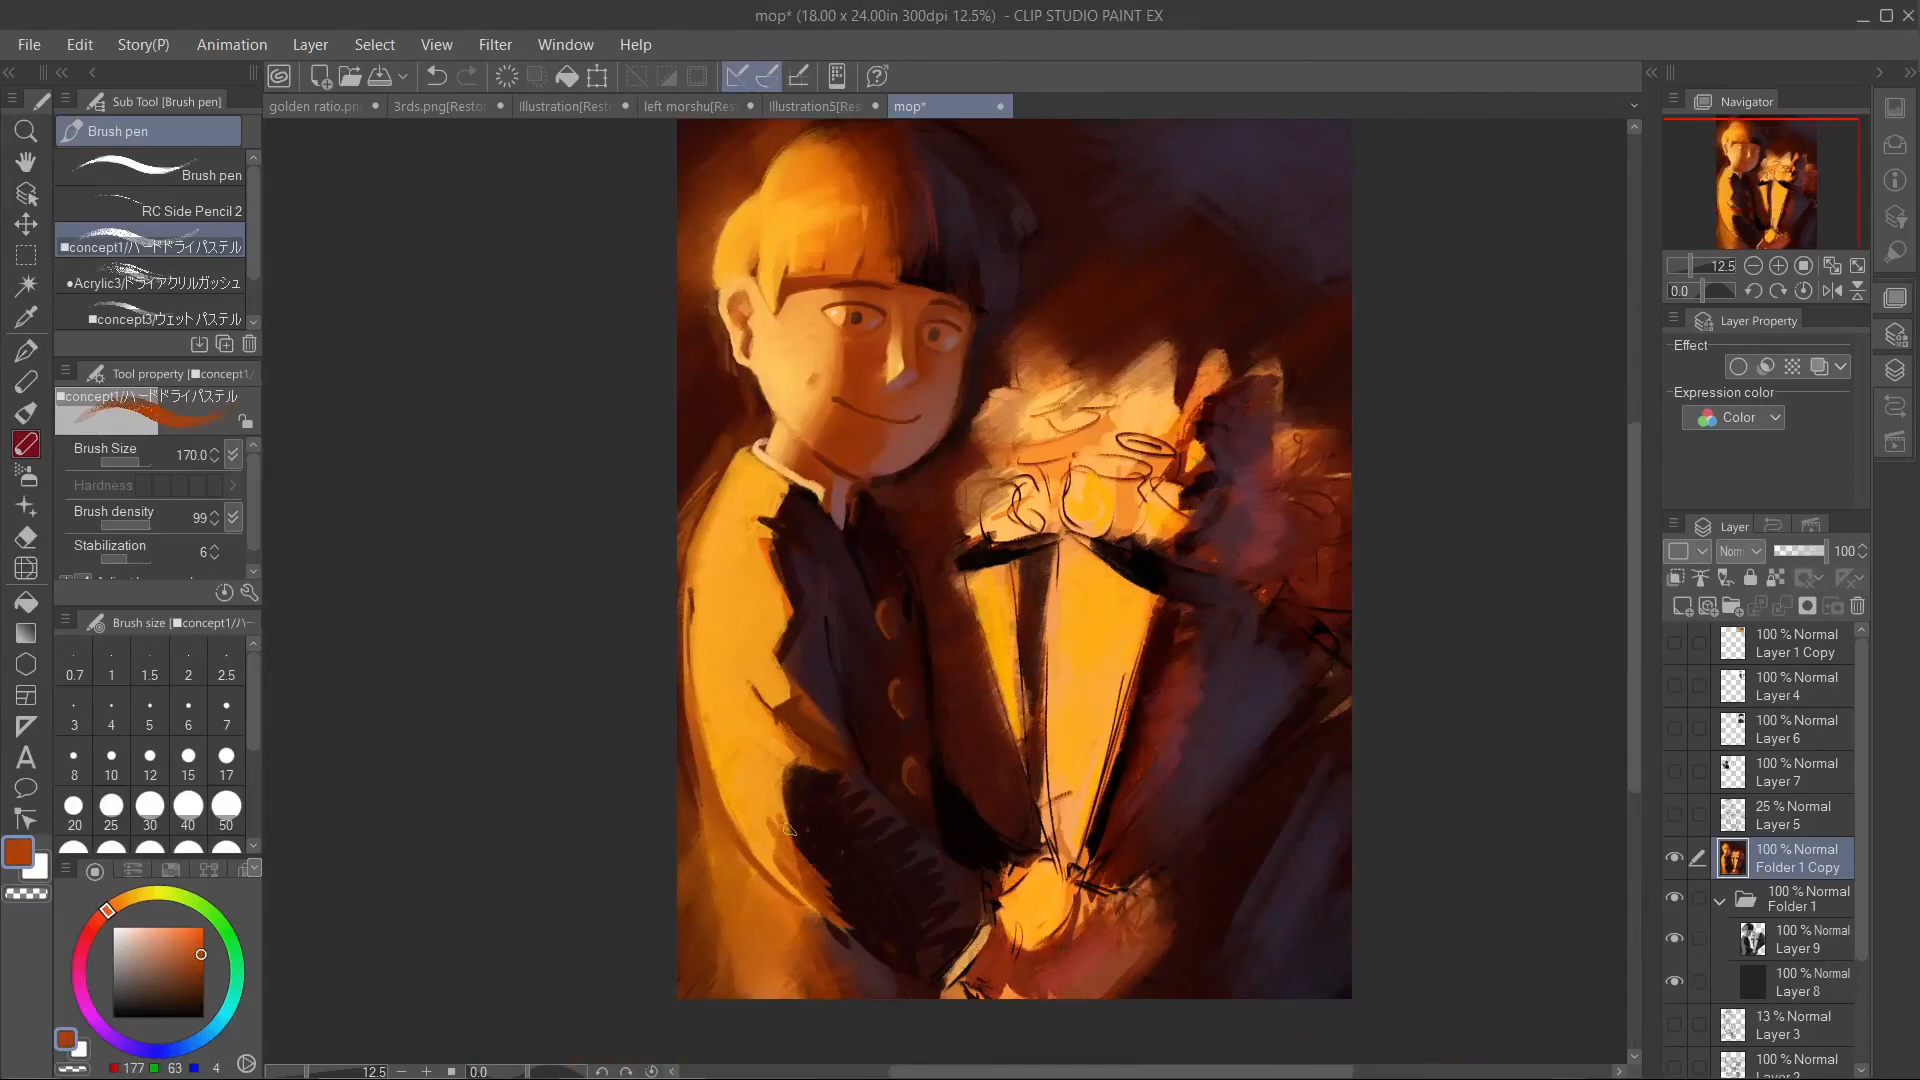 mop* (18.00 x 24.00in 300dpi 12.5%) - CLIP STUDIO PAINT EX
File Edit Story(P) Animation Layer Select View Filter Window Help
Sub Tool [Brush pen]
golden ratio.pn
3rds.png[Restor
Illustration[Rest
left morshu[Rest
Illustration5[Res
mop*
Navigator
Brush pen
Brush pen
RC Side Pencil 2
■concept1/ハードドライパステル
●Acrylic3/ドライアクリルガッシュ
■concept3/ウェットパステル
12.5
0.0
Layer Property
Effect
Expression color
Color
Tool property [■concept1/
■concept1/ハードドライパステル
Brush Size 170.0
Hardness
Brush density 99
Stabilization 6
Layer
Norm 100
Brush size [■concept1/ハー
0.7 1 1.5 2 2.5
3 4 5 6 7
8 10 12 15 17
20 25 30 40 50
100 % Normal
Layer 1 Copy
100 % Normal
Layer 4
100 % Normal
Layer 6
100 % Normal
Layer 7
25 % Normal
Layer 5
100 % Normal
Folder 1 Copy
100 % Normal
Folder 1
100 % Normal
Layer 9
100 % Normal
Layer 8
13 % Normal
Layer 3
100 % Normal
Layer 2
177 63 4
12.5 0.0